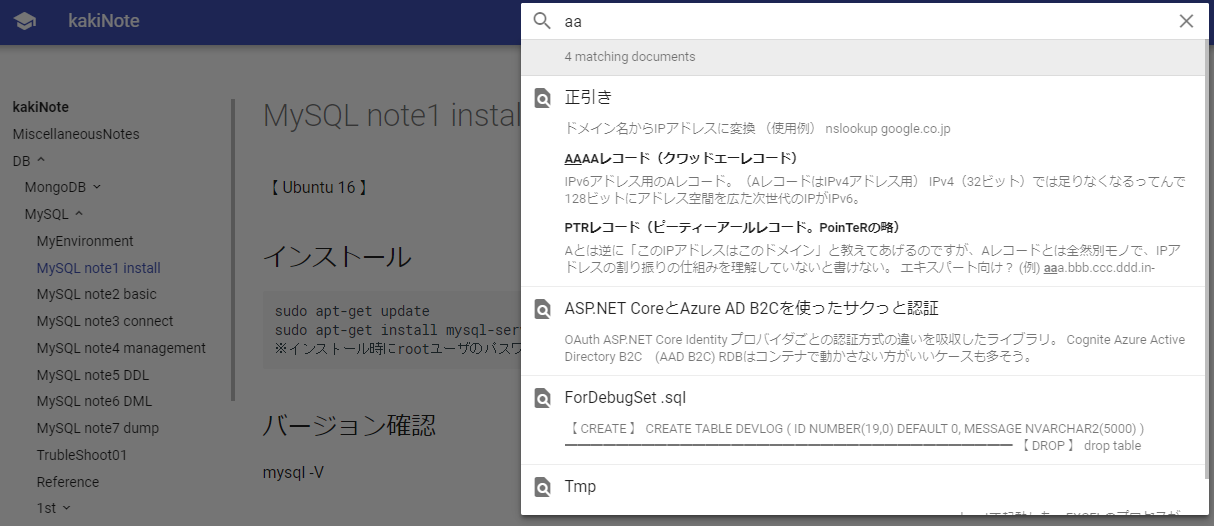 kakiNote
aa
4 matching documents
kakiNote
MiscellaneousNotes
DB
MongoDB
MySQL
MyEnvironment
MySQL note1 install
MySQL note2 basic
MySQL note3 connect
MySQL note4 management
MySQL note5 DDL
MySQL note6 DML
MySQL note7 dump
TrubleShoot01
Reference
1st
MySQL note1 instal
【 Ubuntu 16 】
インストール
sudo apt-get update
sudo apt-get install mysql-ser
※インストール時にrootユーザのパスワ
バージョン確認
mysql -V
正引き
ドメイン名からIPアドレスに変換 （使用例） nslookup google.co.jp
AAAAレコード（クワッドエーレコード）
IPv6アドレス用のAレコード。（AレコードはIPv4アドレス用） IPv4（32ビット）では足りなくなるってんで
128ビットにアドレス空間を広た次世代のIPがIPv6。
PTRレコード（ピーティーアールレコード。PoinTeRの略）
Aとは逆に「このIPアドレスはこのドメイン」と教えてあげるのですが、Aレコードとは全然別モノで、IPア
ドレスの割り振りの仕組みを理解していないと書けない。 エキスパート向け？ (例) aaa.bbb.ccc.ddd.in-
ASP.NET CoreとAzure AD B2Cを使ったサクっと認証
OAuth ASP.NET Core Identity プロバイダごとの認証方式の違いを吸収したライブラリ。 Cognite Azure Active
Directory B2C (AAD B2C) RDBはコンテナで動かさない方がいいケースも多そう。
ForDebugSet .sql
【 CREATE 】 CREATE TABLE DEVLOG ( ID NUMBER(19,0) DEFAULT 0, MESSAGE NVARCHAR2(5000) )
━━━━━━━━━━━━━━━━━━━━━━━━━━━━━━━━━━━ 【 DROP 】 drop table
Tmp